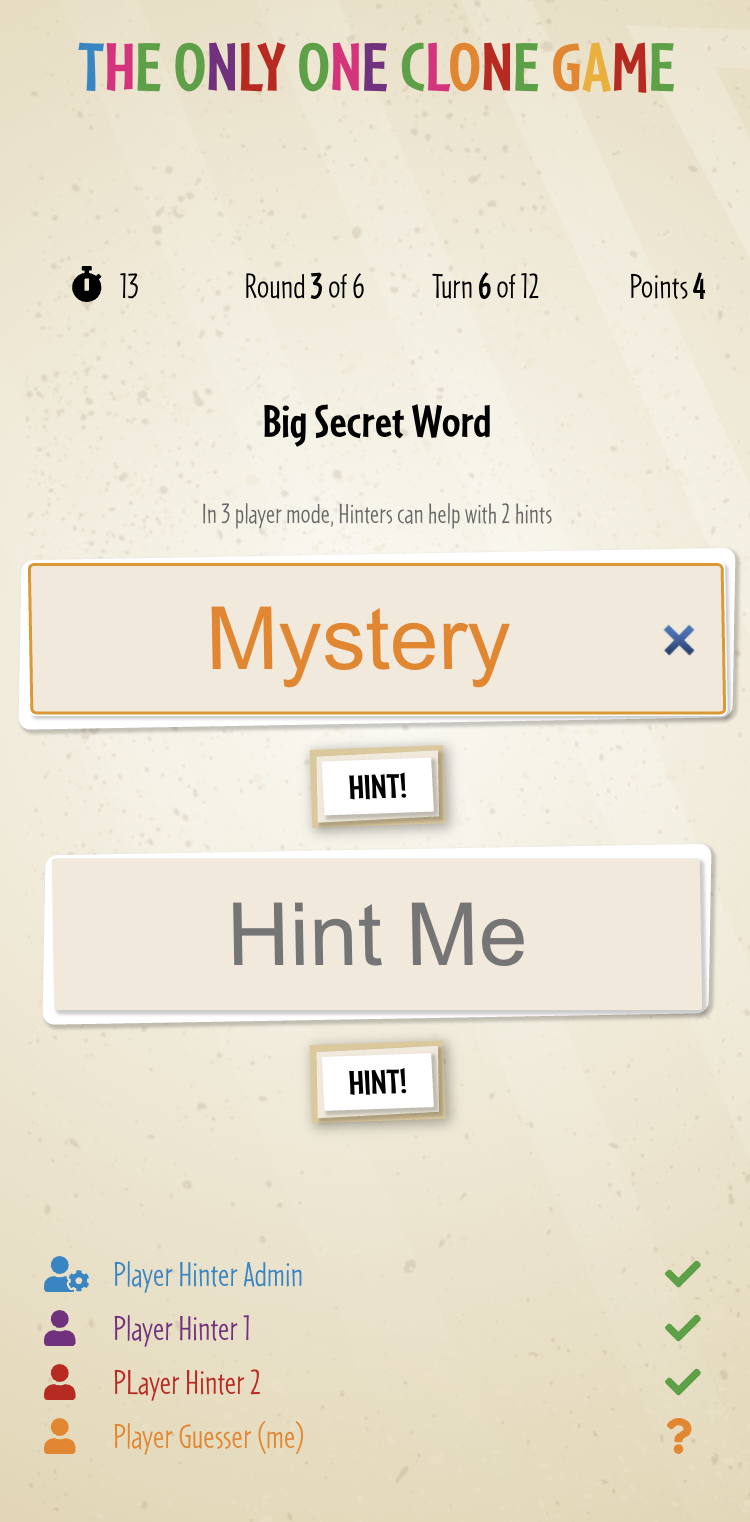 THE ONLY ONE CLONE GAME
13 Round 3 of 6 Turn 6 of 12 Points 4
Big Secret Word
In 3 player mode, Hinters can help with 2 hints
Mystery
HINT!
Hint Me
HINT!
Player Hinter Admin
Player Hinter 1
PLayer Hinter 2
Player Guesser (me)